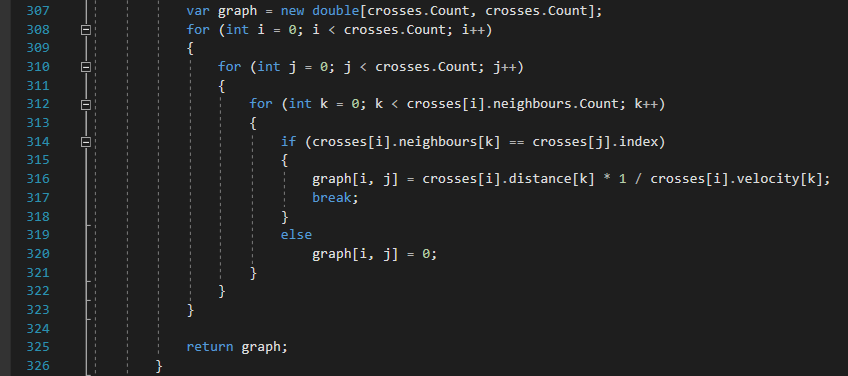 307 var graph = new double[crosses.Count, crosses.Count];
308 for (int i = 0; i < crosses.Count; i++)
309 {
310 for (int j = 0; j < crosses.Count; j++)
311 {
312 for (int k = 0; k < crosses[i].neighbours.Count; k++)
313 {
314 if (crosses[i].neighbours[k] == crosses[j].index)
315 {
316 graph[i, j] = crosses[i].distance[k] * 1 / crosses[i].velocity[k];
317 break;
318 }
319 else
320 graph[i, j] = 0;
321 }
322 }
323 }
324
325 return graph;
326 }